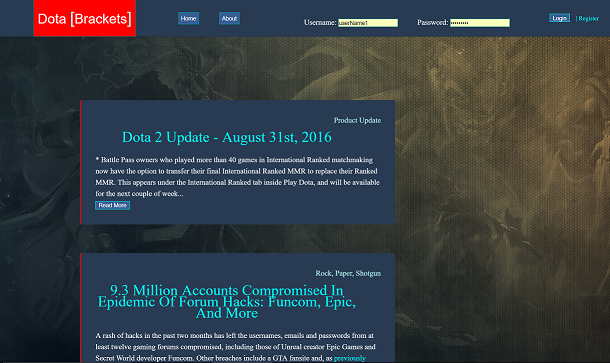 Dota [Brackets]
Home
About
Username: userName1
Password: •••••••••
Login | Register
Product Update
Dota 2 Update - August 31st, 2016
* Battle Pass owners who played more than 40 games in International Ranked matchmaking
now have the option to transfer their final International Ranked MMR to replace their Ranked
MMR. This appears under the International Ranked tab inside Play Dota, and will be available
for the next couple of week...
Read More
Rock, Paper, Shotgun
9.3 Million Accounts Compromised In
Epidemic Of Forum Hacks: Funcom, Epic,
And More
A rash of hacks in the past two months has left the usernames, emails and passwords from at
least twelve gaming forums compromised, including those of Unreal creator Epic Games and
Secret World developer Funcom. Other breaches include a GTA fansite and, as previously